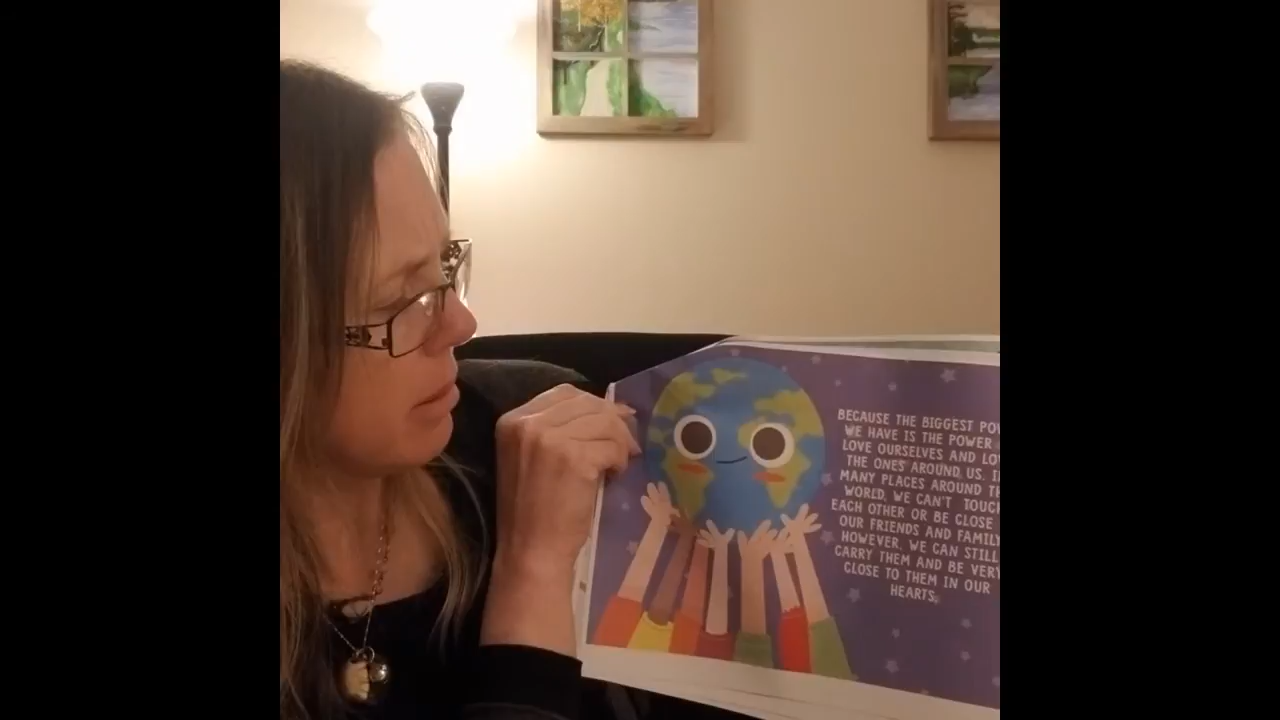 BECAUSE THE BIGGEST
WE HAVE IS THE POWER
LOVE OURSELVES AND
THE ONES AROUND US.
MANY PLACES AROUND
WORLD, WE CAN'T TOUCH
EACH OTHER OR BE CLOSE
OUR FRIENDS AND FAMILY
HOWEVER, WE CAN STILL
CARRY THEM AND BE VERY
CLOSE TO THEM IN OUR
HEARTS.